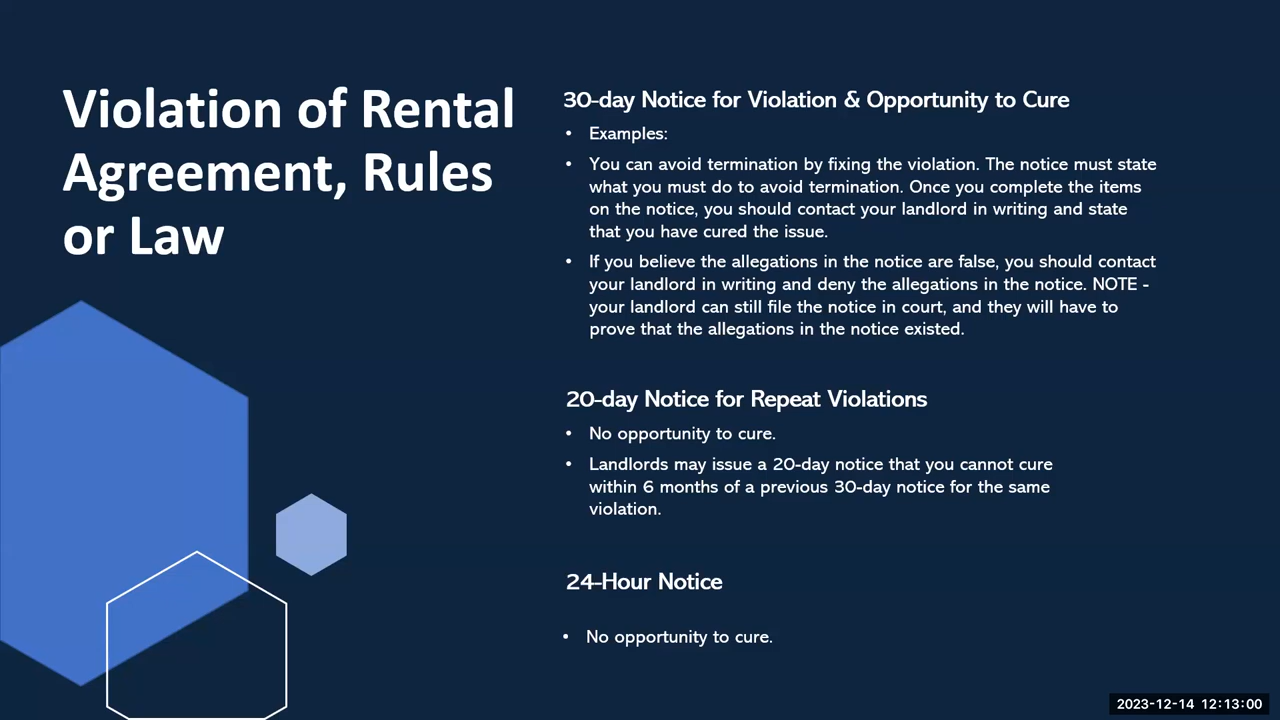 Violation of Rental
Agreement, Rules
or Law
30-day Notice for Violation & Opportunity to Cure
• Examples:
• You can avoid termination by fixing the violation. The notice must state
what you must do to avoid termination. Once you complete the items
on the notice, you should contact your landlord in writing and state
that you have cured the issue.
• If you believe the allegations in the notice are false, you should contact
your landlord in writing and deny the allegations in the notice. NOTE -
your landlord can still file the notice in court, and they will have to
prove that the allegations in the notice existed.
20-day Notice for Repeat Violations
• No opportunity to cure.
• Landlords may issue a 20-day notice that you cannot cure
within 6 months of a previous 30-day notice for the same
violation.
24-Hour Notice
• No opportunity to cure.
2023-12-14 12:13:00